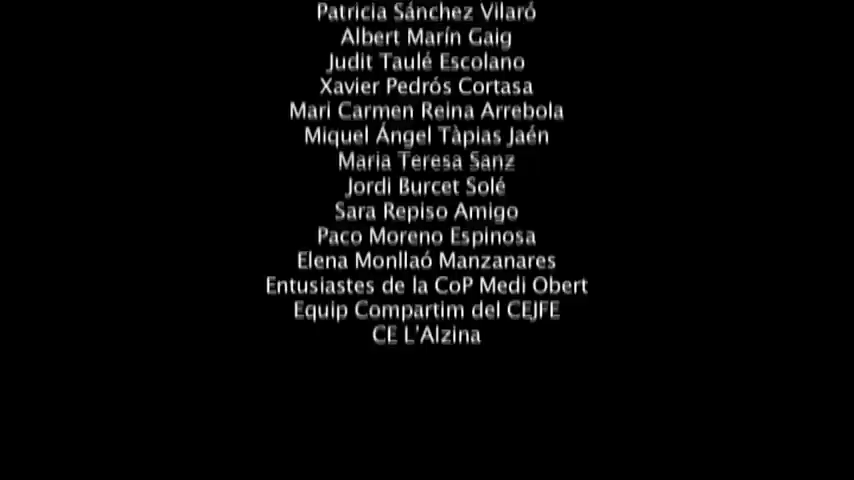 Patricia Sánchez Vilaró
Albert Marín Gaig
Judit Taulé Escolano
Xavier Pedrós Cortasa
Mari Carmen Reina Arrebola
Miquel Ángel Tàpias Jaén
Maria Teresa Sanz
Jordi Burcet Solé
Sara Repiso Amigo
Paco Moreno Espinosa
Elena Monllaó Manzanares
Entusiastes de la CoP Medi Obert
Equip Compartim del CEJFE
CE L'Alzina